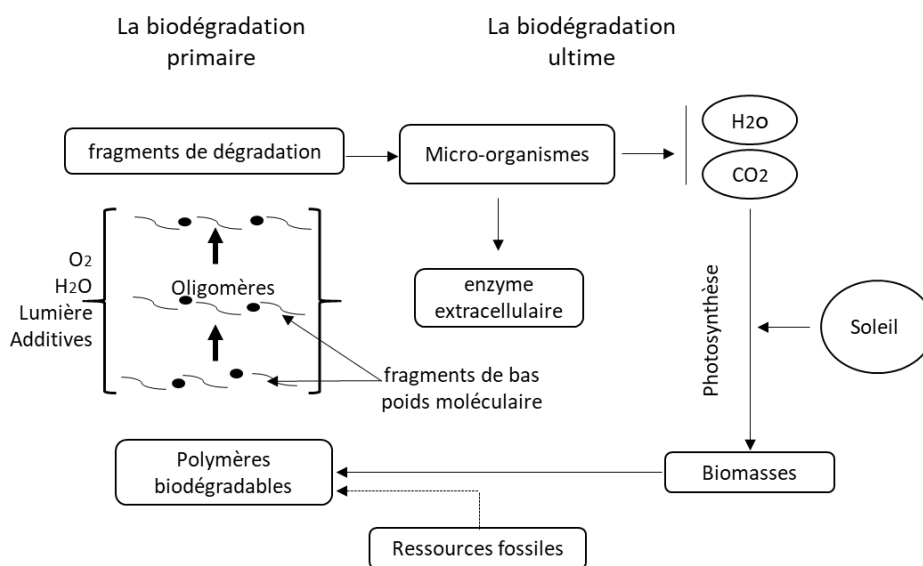 La biodégradation
primaire
La biodégradation
ultime
fragments de dégradation
Micro-organismes
H2O
CO2
O2
H2O
Lumière
Additives
Oligomères
enzyme
extracellulaire
Photosynthèse
Soleil
fragments de bas
poids moléculaire
Polymères
biodégradables
Biomasses
Ressources fossiles